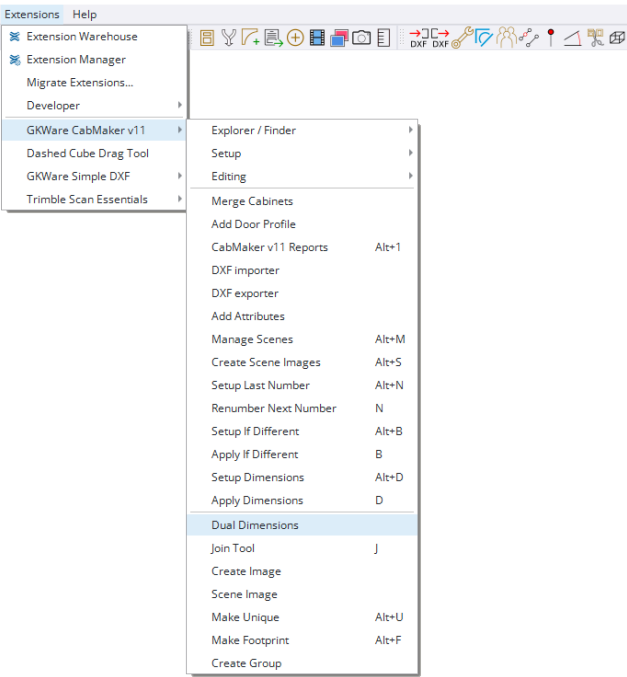 Extensions Help
Extension Warehouse
Extension Manager
Migrate Extensions...
Developer
GKWare CabMaker v11
Dashed Cube Drag Tool
GKWare Simple DXF
Trimble Scan Essentials
DXF DXF
Explorer / Finder
Setup
Editing
Merge Cabinets
Add Door Profile
CabMaker v11 Reports Alt+1
DXF importer
DXF exporter
Add Attributes
Manage Scenes Alt+M
Create Scene Images Alt+S
Setup Last Number Alt+N
Renumber Next Number N
Setup If Different Alt+B
Apply If Different B
Setup Dimensions Alt+D
Apply Dimensions D
Dual Dimensions
Join Tool J
Create Image
Scene Image
Make Unique Alt+U
Make Footprint Alt+F
Create Group